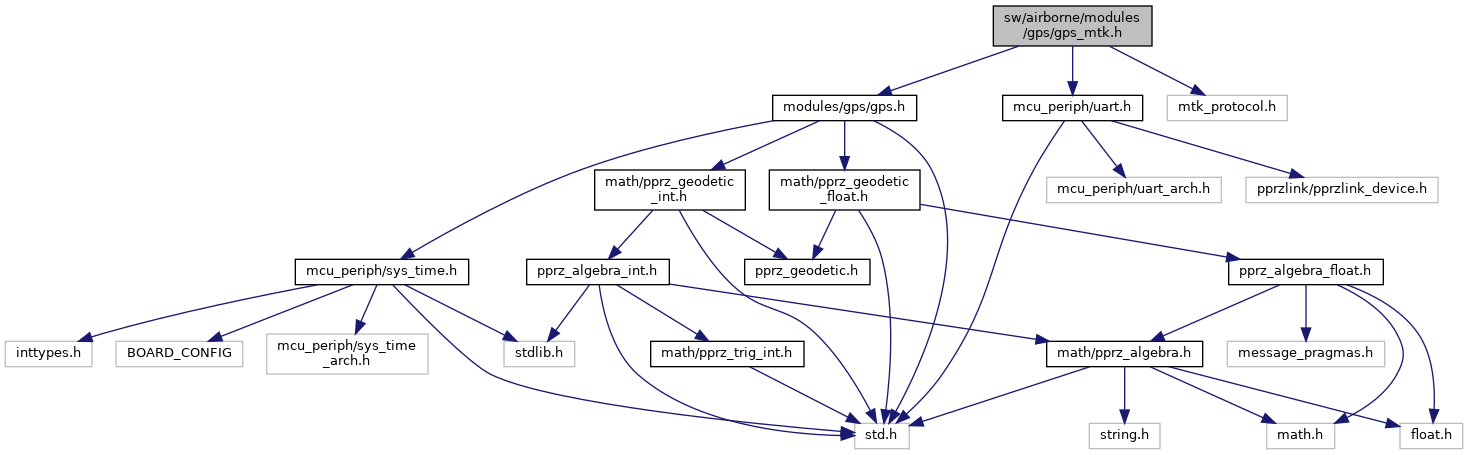 sw/airborne/modules
/gps/gps_mtk.h
modules/gps/gps.h
mcu_periph/uart.h
mtk_protocol.h
math/pprz_geodetic
_int.h
math/pprz_geodetic
_float.h
mcu_periph/uart_arch.h
pprzlink/pprzlink_device.h
mcu_periph/sys_time.h
pprz_algebra_int.h
pprz_geodetic.h
pprz_algebra_float.h
inttypes.h
BOARD_CONFIG
mcu_periph/sys_time
_arch.h
stdlib.h
math/pprz_trig_int.h
math/pprz_algebra.h
message_pragmas.h
std.h
string.h
math.h
float.h